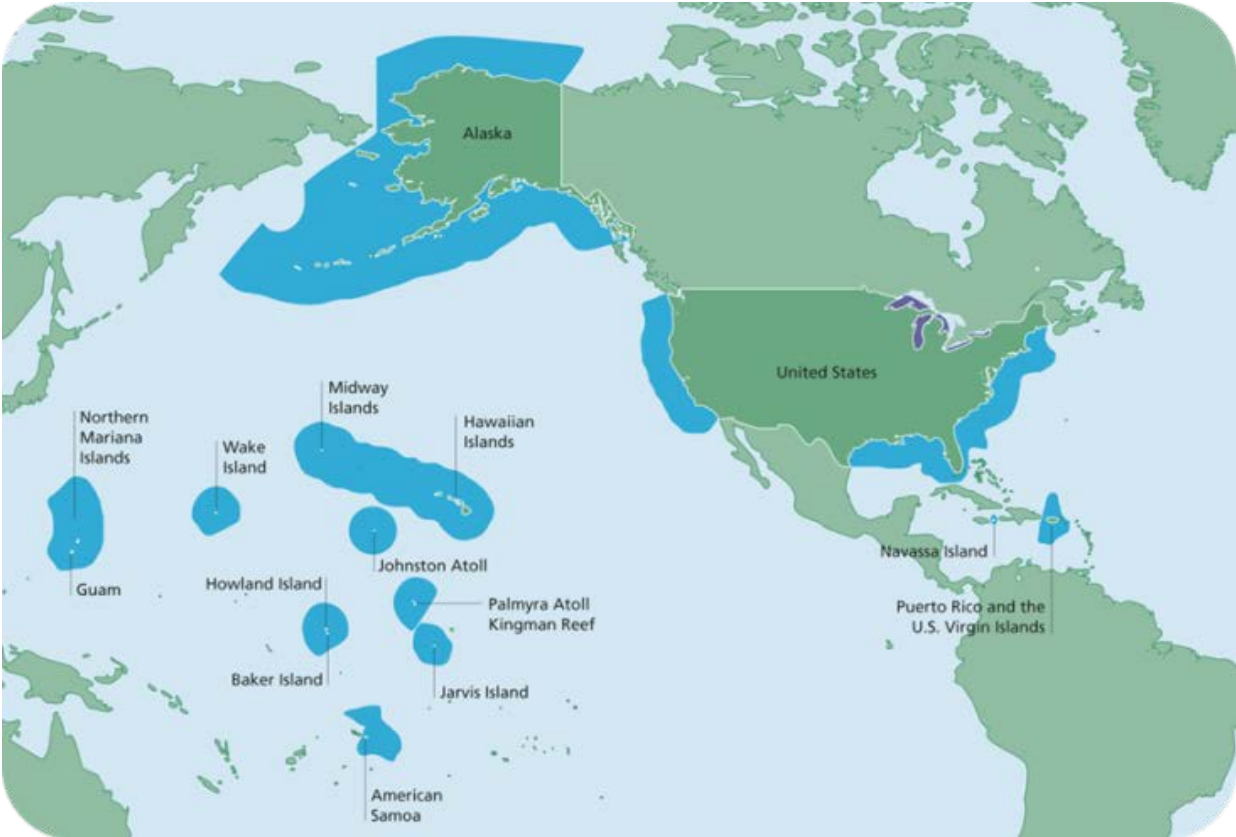 Alaska
United States
Midway
Islands
Northern
Mariana
Islands
Hawaiian
Islands
Wake
Island
Navassa Island
Johnston Atoll
Howland Island
Guam
Palmyra Atoll
Kingman Reef
Puerto Rico and the
U.S. Virgin Islands
Baker Island
Jarvis Island
American
Samoa